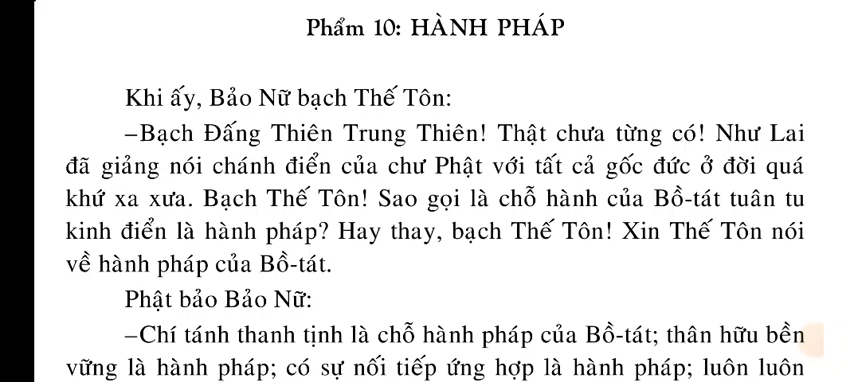 Phẩm 10: HÀNH PHÁP
Khi ấy, Bảo Nữ bạch Thế Tôn:
–Bạch Đấng Thiên Trung Thiên! Thật chưa từng có! Như Lai
đã giảng nói chánh điển của chư Phật với tất cả gốc đức ở đời quá
khứ xa xưa. Bạch Thế Tôn! Sao gọi là chỗ hành của Bồ-tát tuân tu
kinh điển là hành pháp? Hay thay, bạch Thế Tôn! Xin Thế Tôn nói
về hành pháp của Bồ-tát.
Phật bảo Bảo Nữ:
–Chí tánh thanh tịnh là chỗ hành pháp của Bồ-tát; thân hữu bền
vững là hành pháp; có sự nối tiếp ứng hợp là hành pháp; luôn luôn